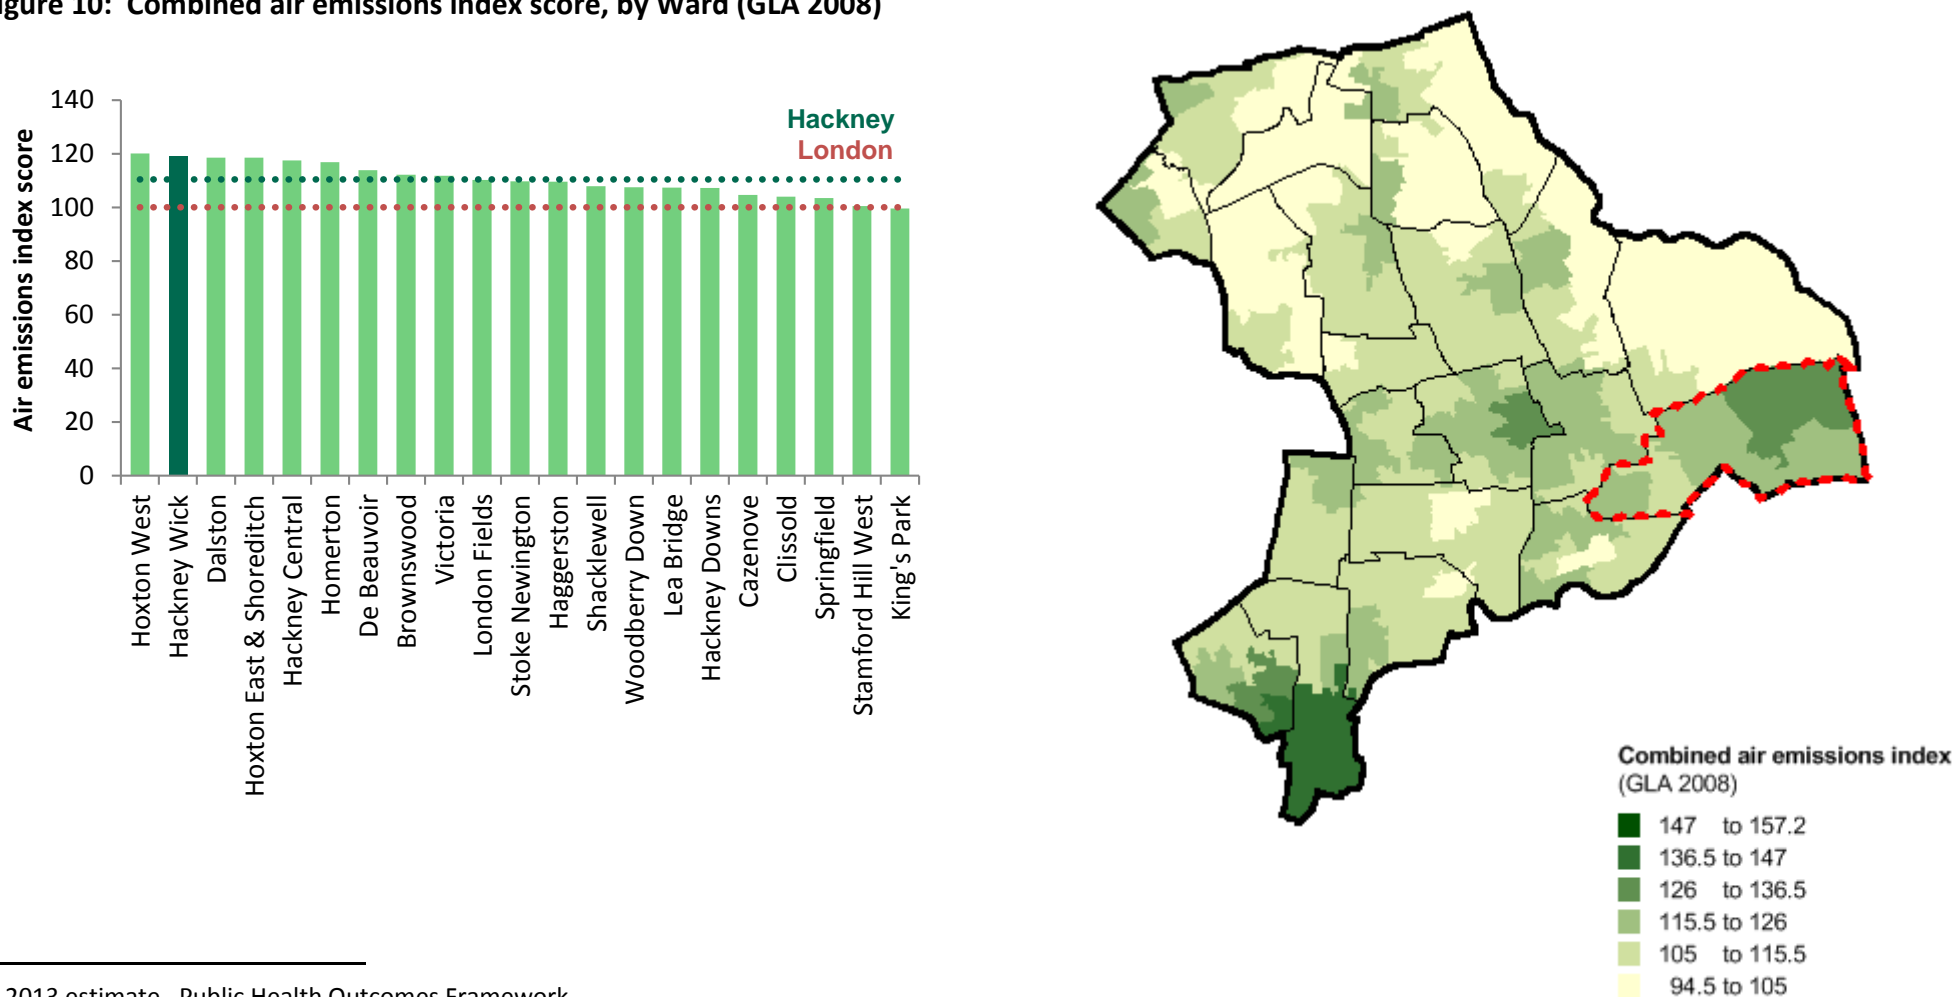 igure 10: Combined air emissions index score, by Ward (GLA 2008)
Air emissions index score
140
120
100
80
60
40
20
0
Hackney
London
Hoxton West
Hackney Wick
Dalston
Hoxton East & Shoreditch
Hackney Central
Homerton
De Beauvoir
Brownswood
Victoria
London Fields
Stoke Newington
Haggerston
Shacklewell
Woodberry Down
Lea Bridge
Hackney Downs
Cazenove
Clissold
Springfield
Stamford Hill West
King's Park
Combined air emissions index
(GLA 2008)
147 to 157.2
136.5 to 147
126 to 136.5
115.5 to 126
105 to 115.5
94.5 to 105
2013 estimate. Public Health Outcomes Framework